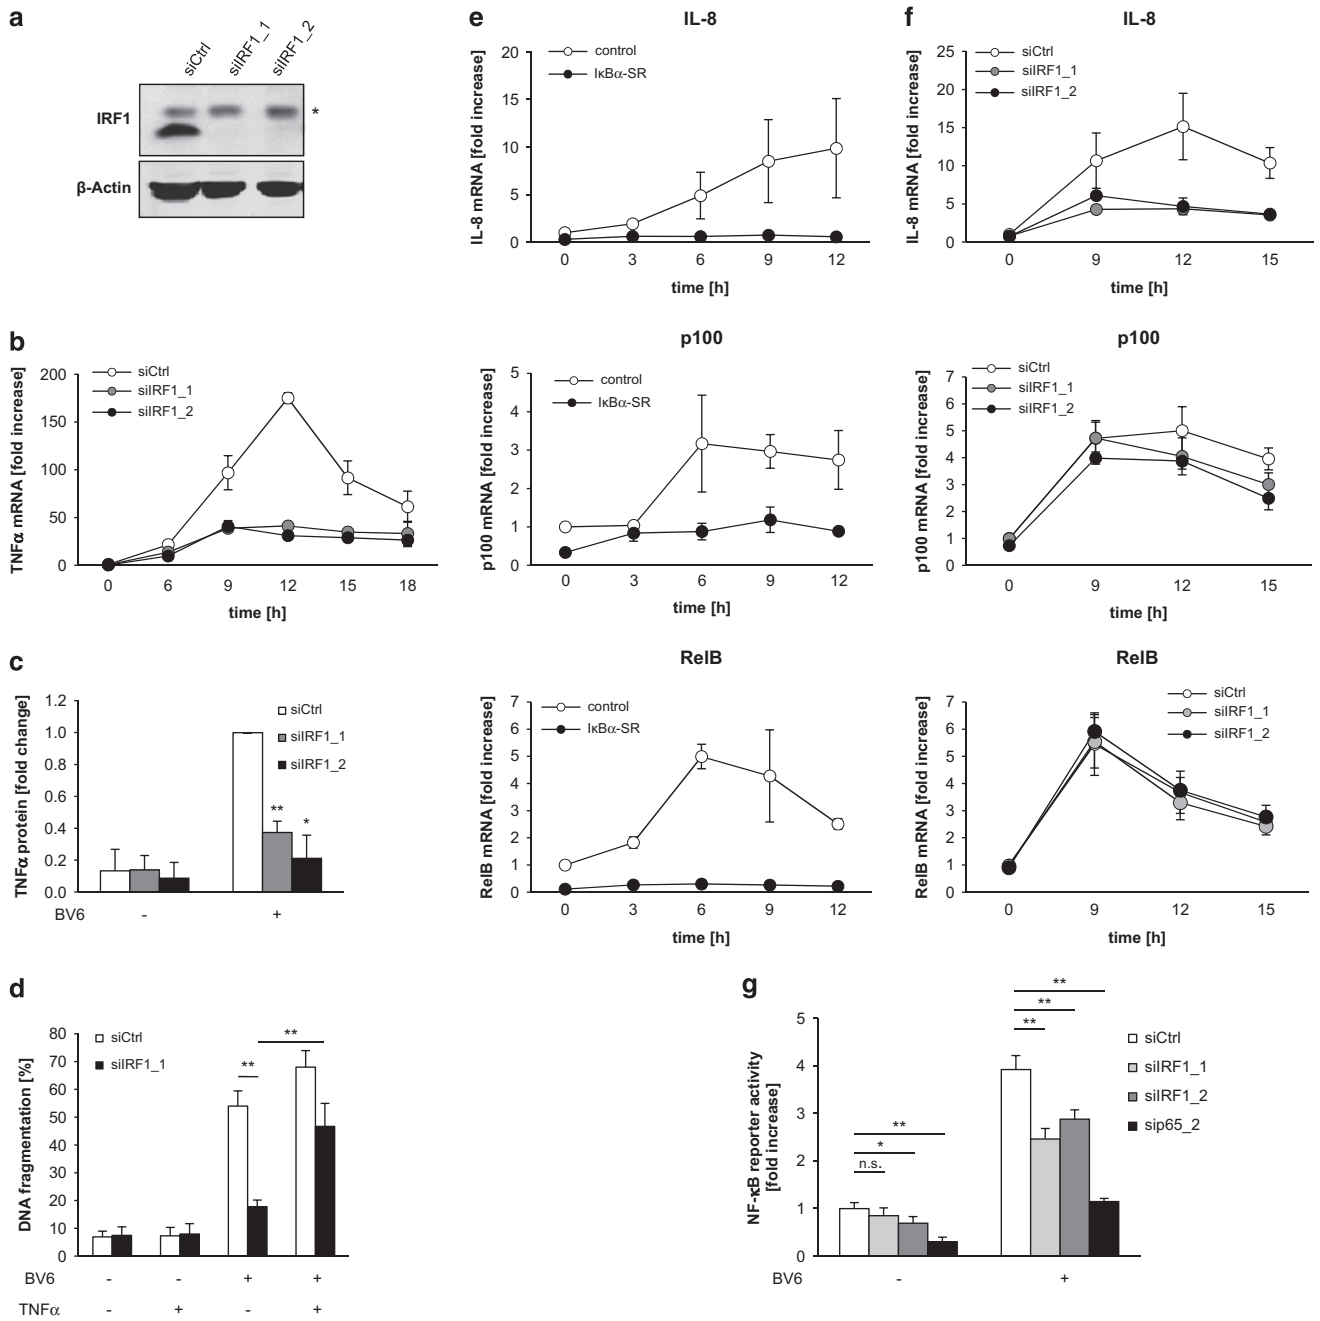 a
siCtrl
siIRF1_1
siIRF1_2
IRF1
*
β-Actin
b
TNFα mRNA [fold increase]
200
150
100
50
0
siCtrl
siIRF1_1
siIRF1_2
0 6 9 12 15 18
time [h]
c
TNFα protein [fold change]
1.2
1.0
0.8
0.6
0.4
0.2
0.0
siCtrl
siIRF1_1
siIRF1_2
** *
BV6 - +
d
DNA fragmentation [%]
80
70
60
50
40
30
20
10
0
siCtrl
siIRF1_1
**
**
BV6 - - + +
TNFα - + - +
e
IL-8
IL-8 mRNA [fold increase]
20
15
10
5
0
control
IκBα-SR
0 3 6 9 12
time [h]
p100
p100 mRNA [fold increase]
5
4
3
2
1
0
control
IκBα-SR
0 3 6 9 12
time [h]
RelB
RelB mRNA [fold increase]
7
6
5
4
3
2
1
0
control
IκBα-SR
0 3 6 9 12
time [h]
f
IL-8
IL-8 mRNA [fold increase]
25
20
15
10
5
0
siCtrl
siIRF1_1
siIRF1_2
0 9 12 15
time [h]
p100
p100 mRNA [fold increase]
7
6
5
4
3
2
1
0
siCtrl
siIRF1_1
siIRF1_2
0 9 12 15
time [h]
RelB
RelB mRNA [fold increase]
7
6
5
4
3
2
1
0
siCtrl
siIRF1_1
siIRF1_2
0 9 12 15
time [h]
g
NF-κB reporter activity
[fold increase]
5
4
3
2
1
0
**
*
n.s.
**
**
**
siCtrl
siIRF1_1
siIRF1_2
sip65_2
BV6 - +